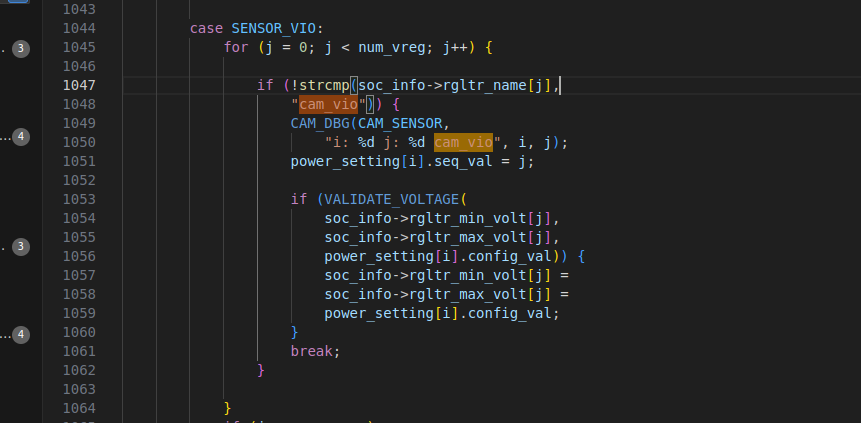 1043
1044 case SENSOR_VIO:
3
1045 for (j = 0; j < num_vreg; j++) {
1046
1047 if (!strcmp(soc_info->rgltr_name[j],
1048 "cam_vio")) {
1049 CAM_DBG(CAM_SENSOR,
... 4
1050 "i: %d j: %d cam_vio", i, j);
1051 power_setting[i].seq_val = j;
1052
1053 if (VALIDATE_VOLTAGE(
1054 soc_info->rgltr_min_volt[j],
3
1055 soc_info->rgltr_max_volt[j],
1056 power_setting[i].config_val)) {
1057 soc_info->rgltr_min_volt[j] =
1058 soc_info->rgltr_max_volt[j] =
1059 power_setting[i].config_val;
... 4
1060 }
1061 break;
1062 }
1063
1064 }